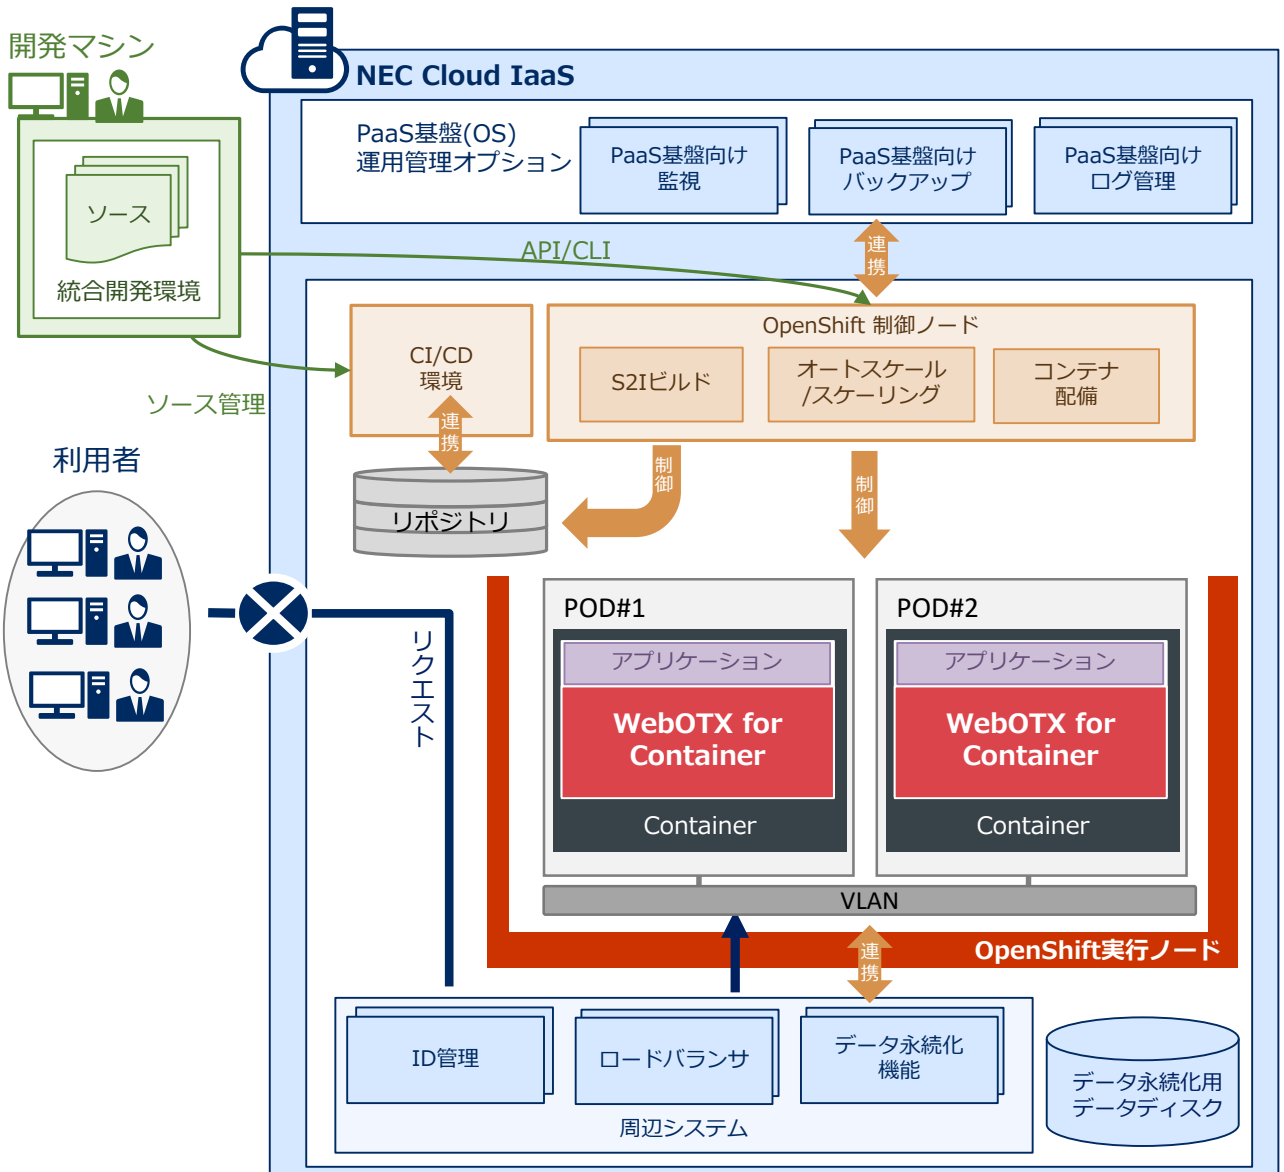 開発マシン
NEC Cloud IaaS
PaaS基盤(OS)
運用管理オプション
PaaS基盤向け
監視
PaaS基盤向け
バックアップ
PaaS基盤向け
ログ管理
ソース
統合開発環境
API/CLI
連携
ソース管理
CI/CD
環境
連携
OpenShift 制御ノード
S2Iビルド
オートスケール
/スケーリング
コンテナ
配備
リポジトリ
制御
制御
利用者
リクエスト
POD#1
アプリケーション
WebOTX for
Container
Container
POD#2
アプリケーション
WebOTX for
Container
Container
VLAN
連携
OpenShift実行ノード
ID管理
ロードバランサ
データ永続化
機能
周辺システム
データ永続化用
データディスク